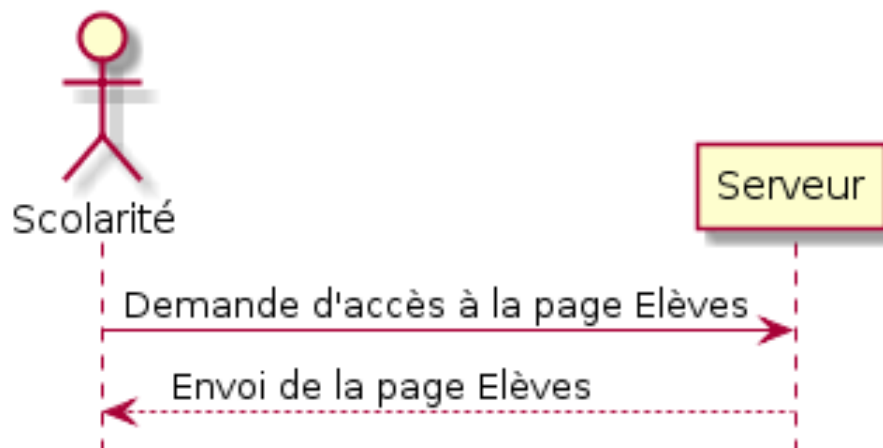 Scolarité
Serveur
Demande d'accès à la page Elèves
Envoi de la page Elèves